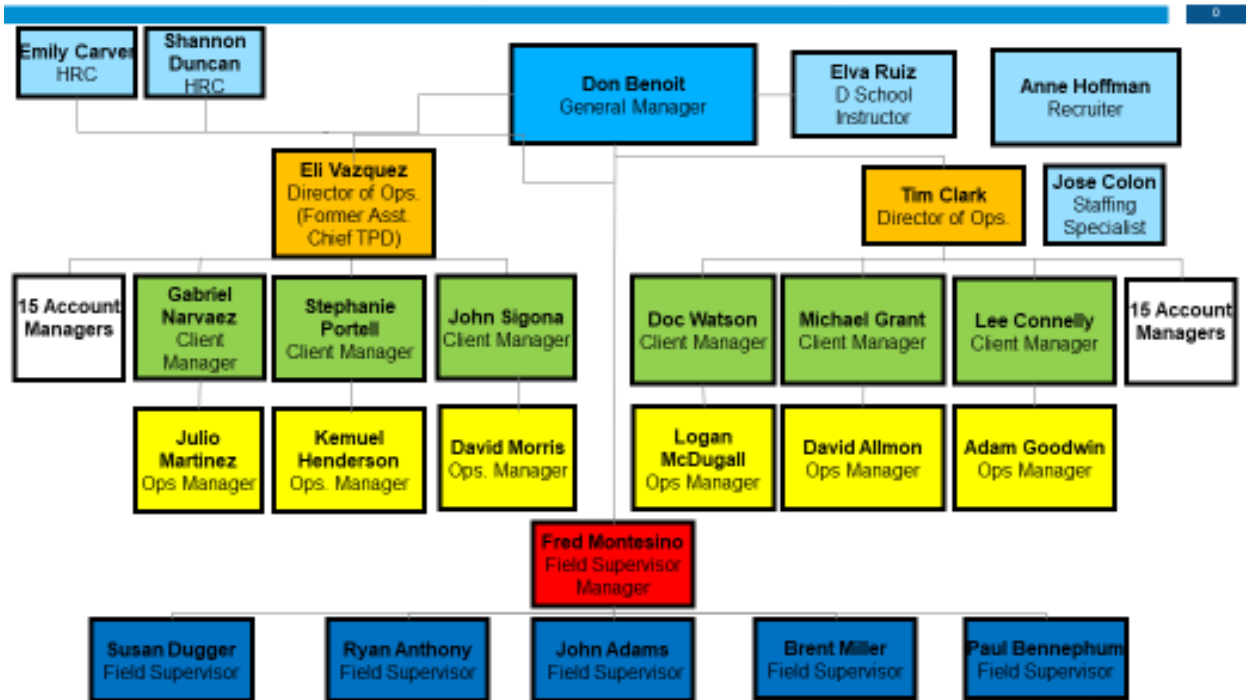 0
Emily Carver
HRC
Shannon
Duncan
HRC
Don Benoit
General Manager
Elva Ruiz
D School
Instructor
Anne Hoffman
Recruiter
Eli Vazquez
Director of Ops.
(Former Asst.
Chief TPD)
Tim Clark
Director of Ops.
Jose Colon
Staffing
Specialist
15 Account
Managers
Gabriel
Narvaez
Client
Manager
Stephanie
Portell
Client Manager
John Sigona
Client Manager
Doc Watson
Client Manager
Michael Grant
Client Manager
Lee Connelly
Client Manager
15 Account
Managers
Julio
Martinez
Ops Manager
Kemuel
Henderson
Ops. Manager
David Morris
Ops. Manager
Logan
McDugall
Ops Manager
David Allmon
Ops Manager
Adam Goodwin
Ops Manager
Fred Montesino
Field Supervisor
Manager
Susan Dugger
Field Supervisor
Ryan Anthony
Field Supervisor
John Adams
Field Supervisor
Brent Miller
Field Supervisor
Paul Bennephum
Field Supervisor